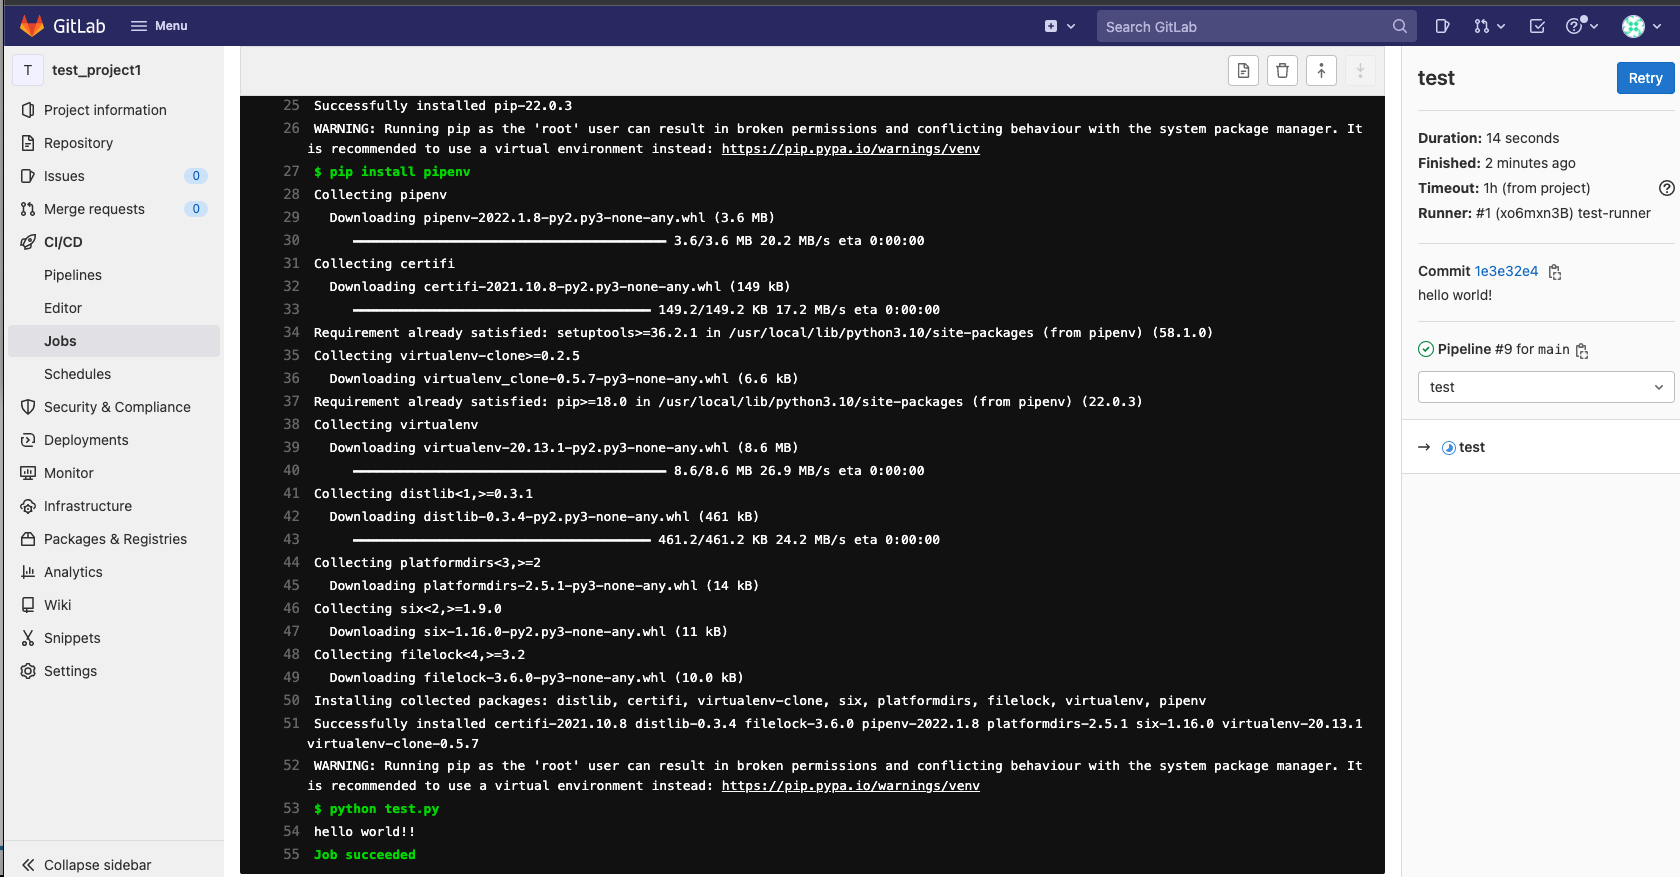 GitLab
Menu
Search GitLab
T
test_project1
Project information
Repository
Issues 0
Merge requests 0
CI/CD
Pipelines
Editor
Jobs
Schedules
Security & Compliance
Deployments
Monitor
Infrastructure
Packages & Registries
Analytics
Wiki
Snippets
Settings
Collapse sidebar
25 Successfully installed pip-22.0.3
26 WARNING: Running pip as the 'root' user can result in broken permissions and conflicting behaviour with the system package manager. It
is recommended to use a virtual environment instead: https://pip.pypa.io/warnings/venv
27 $ pip install pipenv
28 Collecting pipenv
29 Downloading pipenv-2022.1.8-py2.py3-none-any.whl (3.6 MB)
30 ━━━━━━━━━━━━━━━━━━━━━━━━━━━━━━━━━━━━━━━━ 3.6/3.6 MB 20.2 MB/s eta 0:00:00
31 Collecting certifi
32 Downloading certifi-2021.10.8-py2.py3-none-any.whl (149 kB)
33 ━━━━━━━━━━━━━━━━━━━━━━━━━━━━━━━━━━━━━━ 149.2/149.2 KB 17.2 MB/s eta 0:00:00
34 Requirement already satisfied: setuptools>=36.2.1 in /usr/local/lib/python3.10/site-packages (from pipenv) (58.1.0)
35 Collecting virtualenv-clone>=0.2.5
36 Downloading virtualenv_clone-0.5.7-py3-none-any.whl (6.6 kB)
37 Requirement already satisfied: pip>=18.0 in /usr/local/lib/python3.10/site-packages (from pipenv) (22.0.3)
38 Collecting virtualenv
39 Downloading virtualenv-20.13.1-py2.py3-none-any.whl (8.6 MB)
40 ━━━━━━━━━━━━━━━━━━━━━━━━━━━━━━━━━━━━━━━━ 8.6/8.6 MB 26.9 MB/s eta 0:00:00
41 Collecting distlib<1,>=0.3.1
42 Downloading distlib-0.3.4-py2.py3-none-any.whl (461 kB)
43 ━━━━━━━━━━━━━━━━━━━━━━━━━━━━━━━━━━━━━━ 461.2/461.2 KB 24.2 MB/s eta 0:00:00
44 Collecting platformdirs<3,>=2
45 Downloading platformdirs-2.5.1-py3-none-any.whl (14 kB)
46 Collecting six<2,>=1.9.0
47 Downloading six-1.16.0-py2.py3-none-any.whl (11 kB)
48 Collecting filelock<4,>=3.2
49 Downloading filelock-3.6.0-py3-none-any.whl (10.0 kB)
50 Installing collected packages: distlib, certifi, virtualenv-clone, six, platformdirs, filelock, virtualenv, pipenv
51 Successfully installed certifi-2021.10.8 distlib-0.3.4 filelock-3.6.0 pipenv-2022.1.8 platformdirs-2.5.1 six-1.16.0 virtualenv-20.13.1
virtualenv-clone-0.5.7
52 WARNING: Running pip as the 'root' user can result in broken permissions and conflicting behaviour with the system package manager. It
is recommended to use a virtual environment instead: https://pip.pypa.io/warnings/venv
53 $ python test.py
54 hello world!!
55 Job succeeded
test
Retry
Duration: 14 seconds
Finished: 2 minutes ago
Timeout: 1h (from project)
Runner: #1 (xo6mxn3B) test-runner
Commit 1e3e32e4
hello world!
Pipeline #9 for main
test
→ test